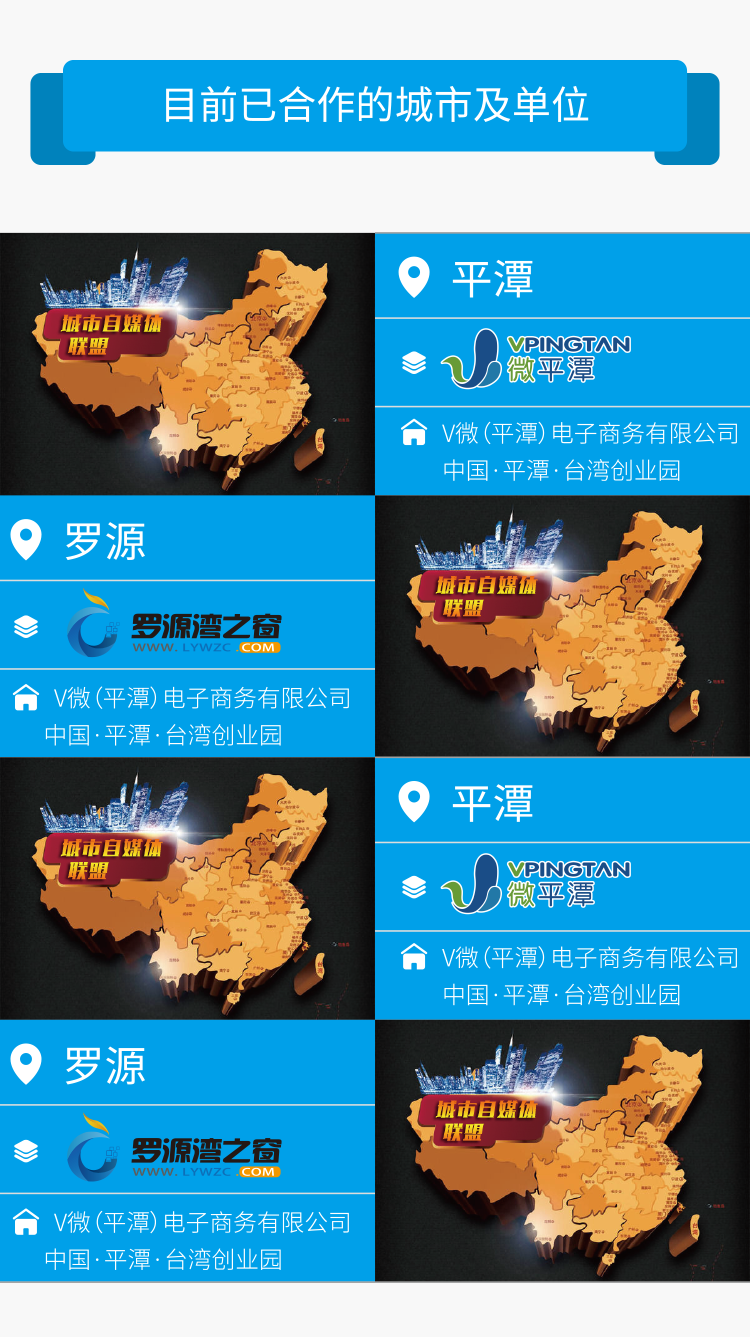 目前已合作的城市及单位
城市自媒体
联盟
平潭
VPINGTAN
微平潭
V微（平潭）电子商务有限公司
中国·平潭·台湾创业园
罗源
罗源湾之窗
WWW.LYWZC.COM
V微（平潭）电子商务有限公司
中国·平潭·台湾创业园
城市自媒体
联盟
城市自媒体
联盟
平潭
VPINGTAN
微平潭
V微（平潭）电子商务有限公司
中国·平潭·台湾创业园
罗源
罗源湾之窗
WWW.LYWZC.COM
V微（平潭）电子商务有限公司
中国·平潭·台湾创业园
城市自媒体
联盟